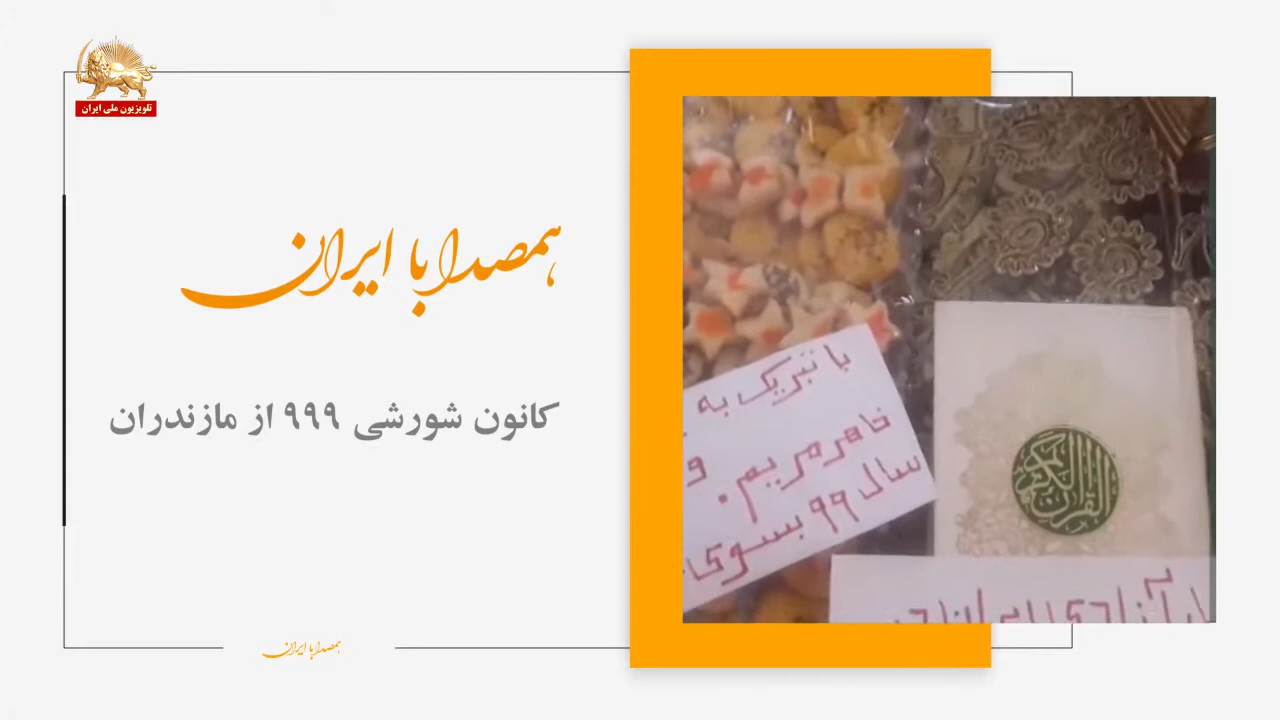 تلویزیون ملی ایران
همصدا با ایران
کانون شورشی ۹۹۹ از مازندران
با تبریک به
خاهر مریم. و
سال ۹۹ بسوی
القرآن الکریم
همصدا با ایران